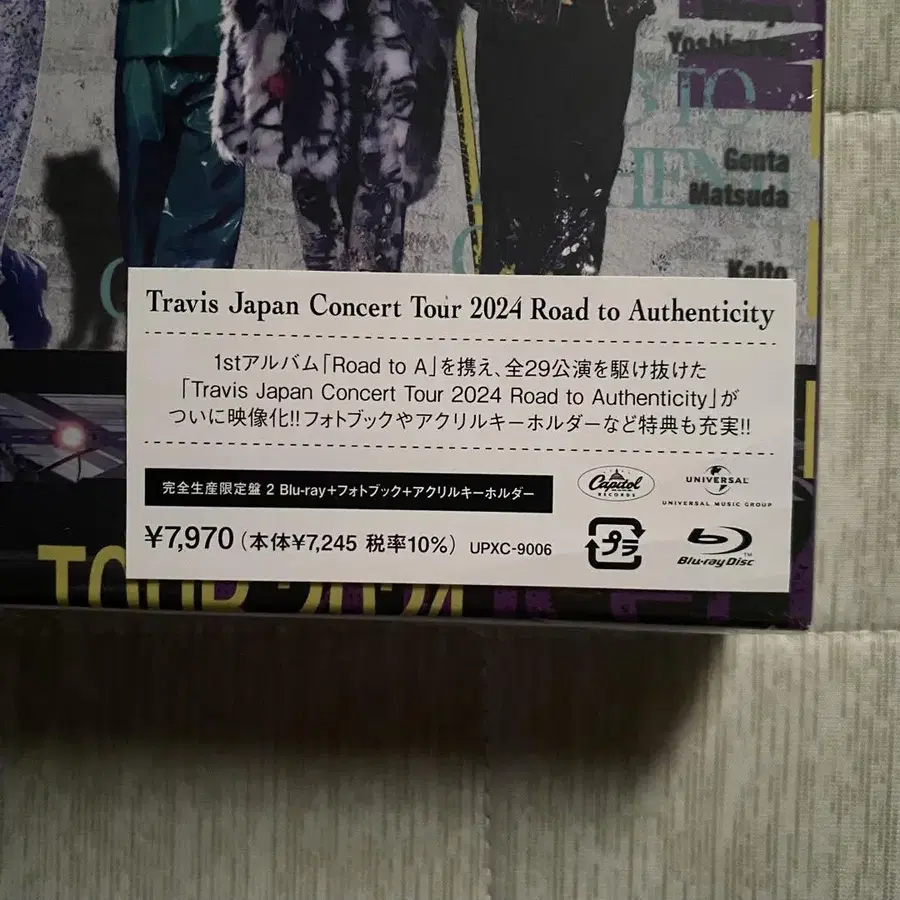 Yoshizawa
Genta
Matsuda
Kaito
Travis Japan Concert Tour 2024 Road to Authenticity
1stアルバム「Road to A」を携え、全29公演を駆け抜けた
「Travis Japan Concert Tour 2024 Road to Authenticity」が
ついに映像化!!フォトブックやアクリルキーホルダーなど特典も充実!!
完全生産限定盤 2 Blu-ray+フォトブック+アクリルキーホルダー
Capitol
RECORDS
UNIVERSAL
UNIVERSAL MUSIC GROUP
¥7,970(本体¥7,245 税率10%) UPXC-9006
プラ
Blu-ray Disc
TM
TOUR 2024